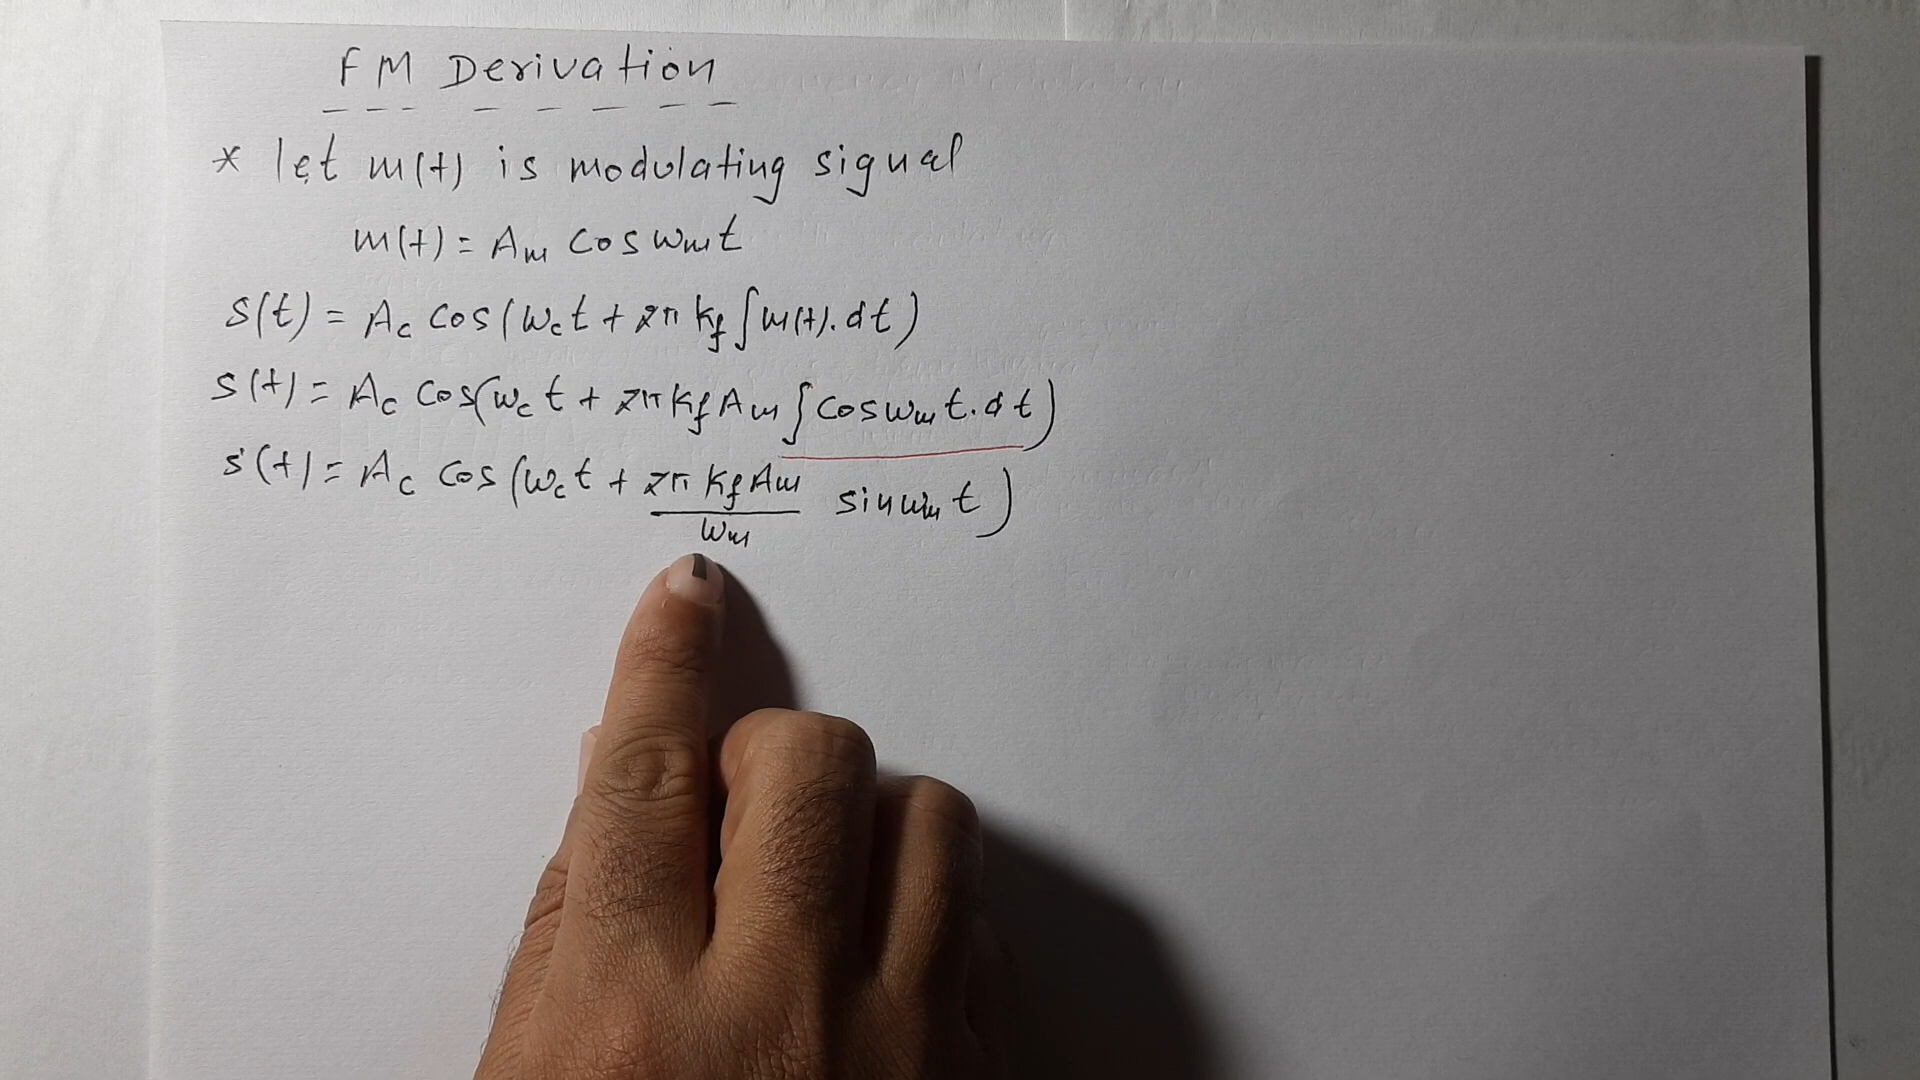 FM Derivation
* let m(t) is modulating signal
m(t) = Am cos wmt
s(t) = Ac cos(wct + 2π kf ∫m(t).dt)
s(t) = Ac cos(wct + 2π kf Am ∫cos wmt.dt)
s(t) = Ac cos(wct + 2π kf Am / wm sin wmt)